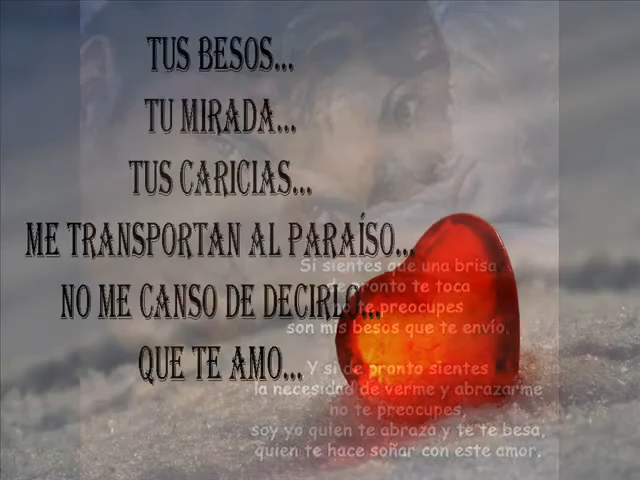 TUS BESOS...
TU MIRADA...
TUS CARICIAS...
ME TRANSPORTAN AL PARAÍSO...
NO ME CANSO DE DECIRLO...
QUE TE AMO...
Si sientes que una brisa
de pronto te toca
no te preocupes
son mis besos que te envío.
Y si de pronto sientes
la necesidad de verme y abrazarme
no te preocupes,
soy yo quien te abraza y te te besa,
quien te hace soñar con este amor.